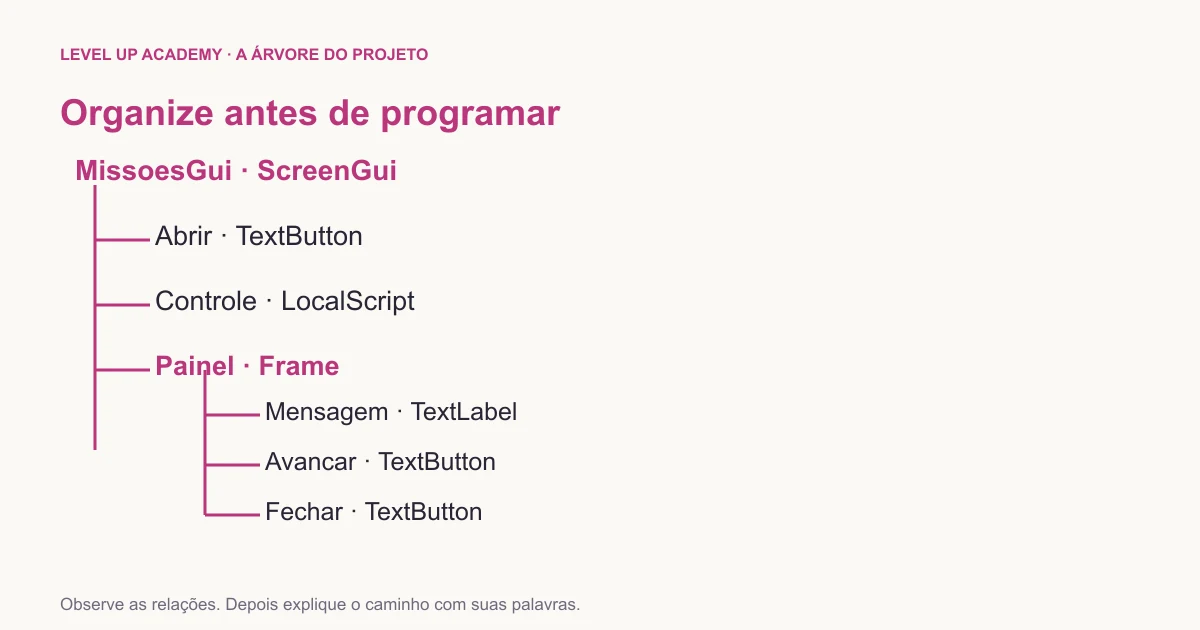 LEVEL UP ACADEMY · A ÁRVORE DO PROJETO
Organize antes de programar
MissoesGui · ScreenGui
Abrir · TextButton
Controle · LocalScript
Painel · Frame
Mensagem · TextLabel
Avancar · TextButton
Fechar · TextButton
Observe as relações. Depois explique o caminho com suas palavras.